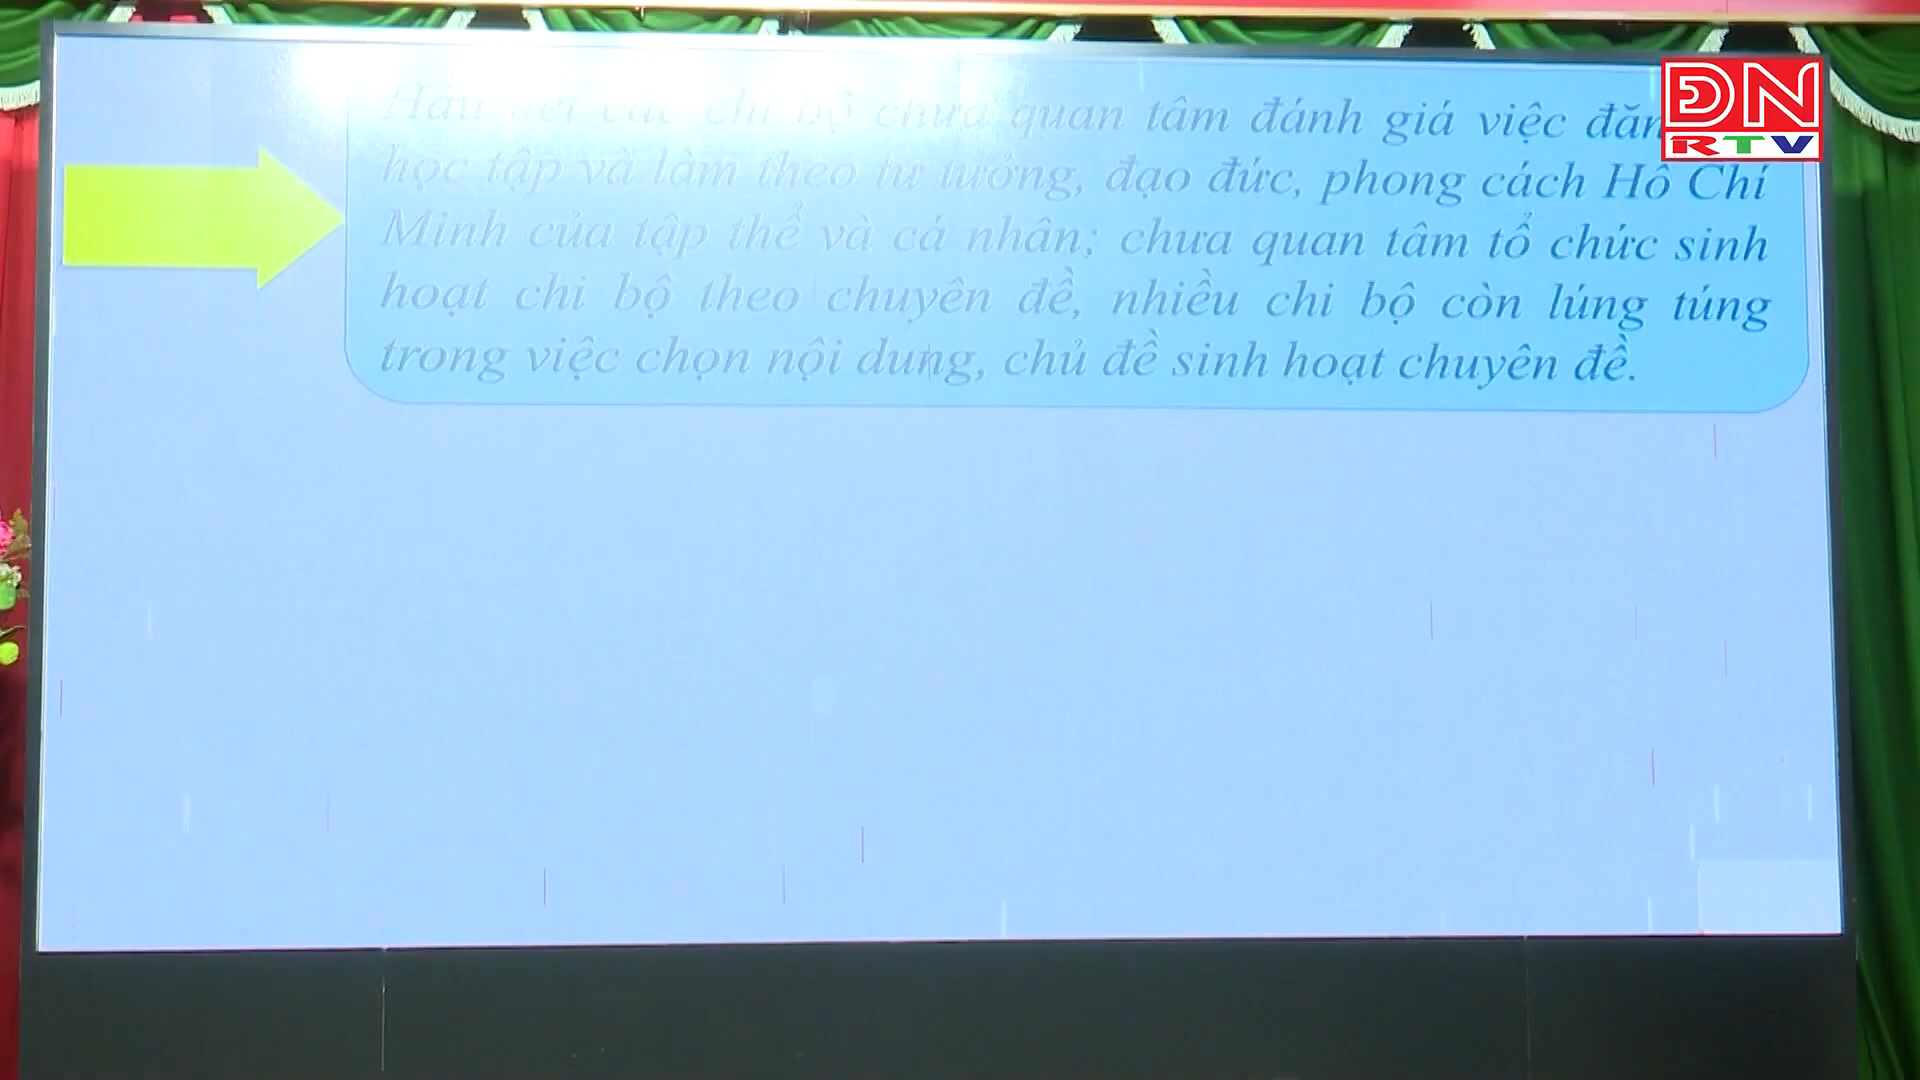 Hầu hết các chi bộ chưa quan tâm đánh giá việc
học tập và làm theo tư tưởng, đạo đức, phong cách Hồ Chí
Minh của tập thể và cá nhân; chưa quan tâm tổ chức sinh
hoạt chi bộ theo chuyên đề, nhiều chi bộ còn lúng túng
trong việc chọn nội dung, chủ đề sinh hoạt chuyên đề.
ĐN
RTV